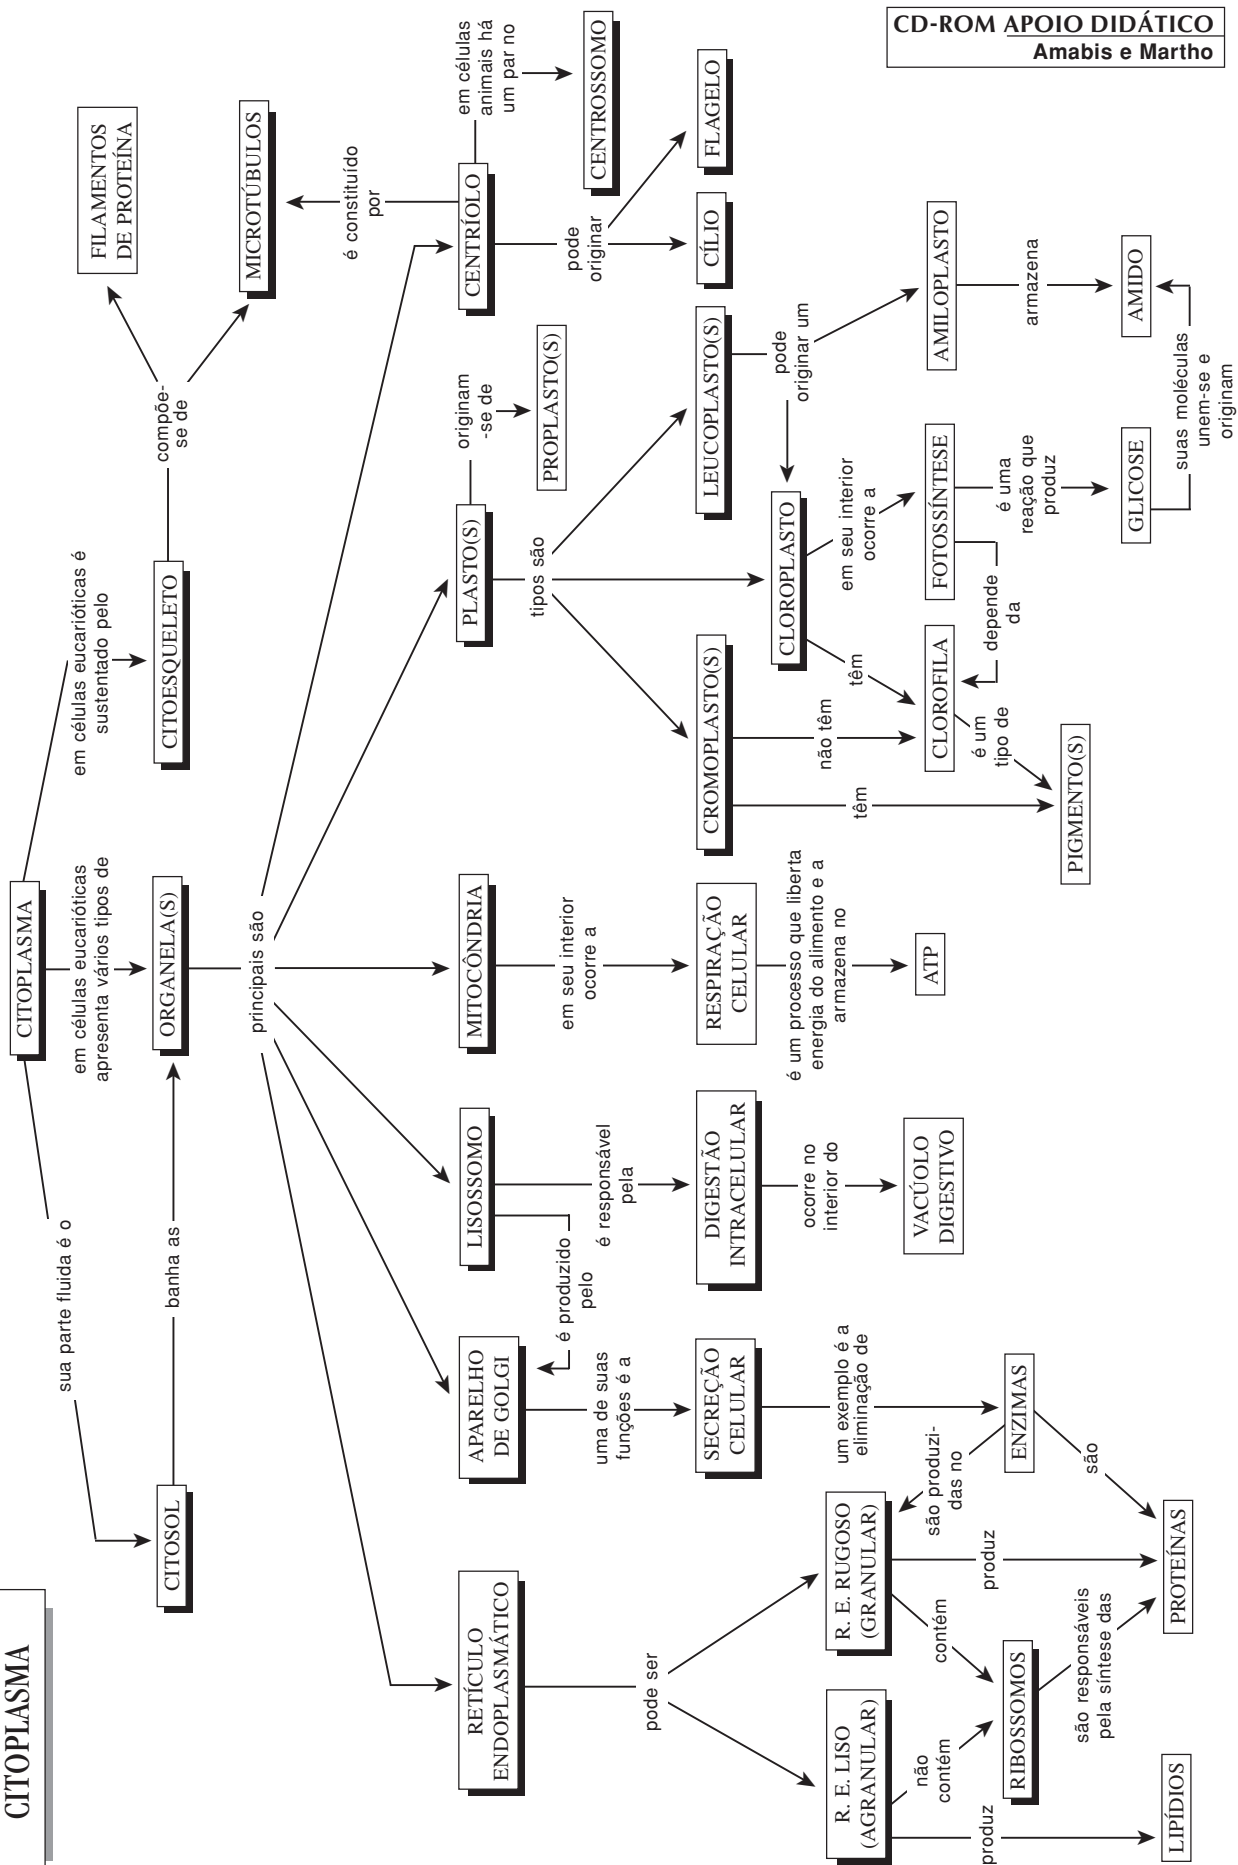 CD-ROM APOIO DIDÁTICO
Amabis e Martho
CITOPLASMA
CITOPLASMA
sua parte fluida é o
em células eucarióticas
apresenta vários tipos de
em células eucarióticas é
sustentado pelo
CITOSOL
banha as
ORGANELA(S)
CITOESQUELETO
compõe-
se de
FILAMENTOS
DE PROTEÍNA
MICROTÚBULOS
principais são
é constituído
por
RETÍCULO
ENDOPLASMÁTICO
APARELHO
DE GOLGI
LISOSSOMO
MITOCÔNDRIA
PLASTO(S)
originam
-se de
PROPLASTO(S)
CENTRÍOLO
em células
animais há
um par no
CENTROSSOMO
pode ser
uma de suas
funções é a
é produzido
pelo
é responsável
pela
em seu interior
ocorre a
tipos são
pode
originar
SECREÇÃO
CELULAR
DIGESTÃO
INTRACELULAR
RESPIRAÇÃO
CELULAR
CROMOPLASTO(S)
CLOROPLASTO
LEUCOPLASTO(S)
CÍLIO
FLAGELO
pode
originar um
R. E. LISO
(AGRANULAR)
R. E. RUGOSO
(GRANULAR)
um exemplo é a
eliminação de
ocorre no
interior do
é um processo que liberta
energia do alimento e a
armazena no
têm
não têm
têm
em seu interior
ocorre a
produz
não
contém
contém
produz
são produzi-
das no
ENZIMAS
são
VACÚOLO
DIGESTIVO
ATP
CLOROFILA
FOTOSSÍNTESE
AMILOPLASTO
é um
tipo de
depende
da
é uma
reação que
produz
armazena
RIBOSSOMOS
são responsáveis
pela síntese das
PIGMENTO(S)
GLICOSE
AMIDO
suas moléculas
unem-se e
originam
LIPÍDIOS
PROTEÍNAS